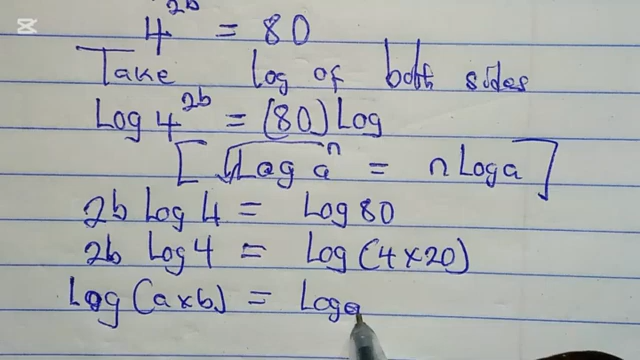 4^2b = 80
Take log of both sides
Log 4^2b = (80) Log
[Log a^n = n Log a]
2b Log 4 = Log 80
2b Log 4 = Log (4×20)
Log (a×b) = Log a